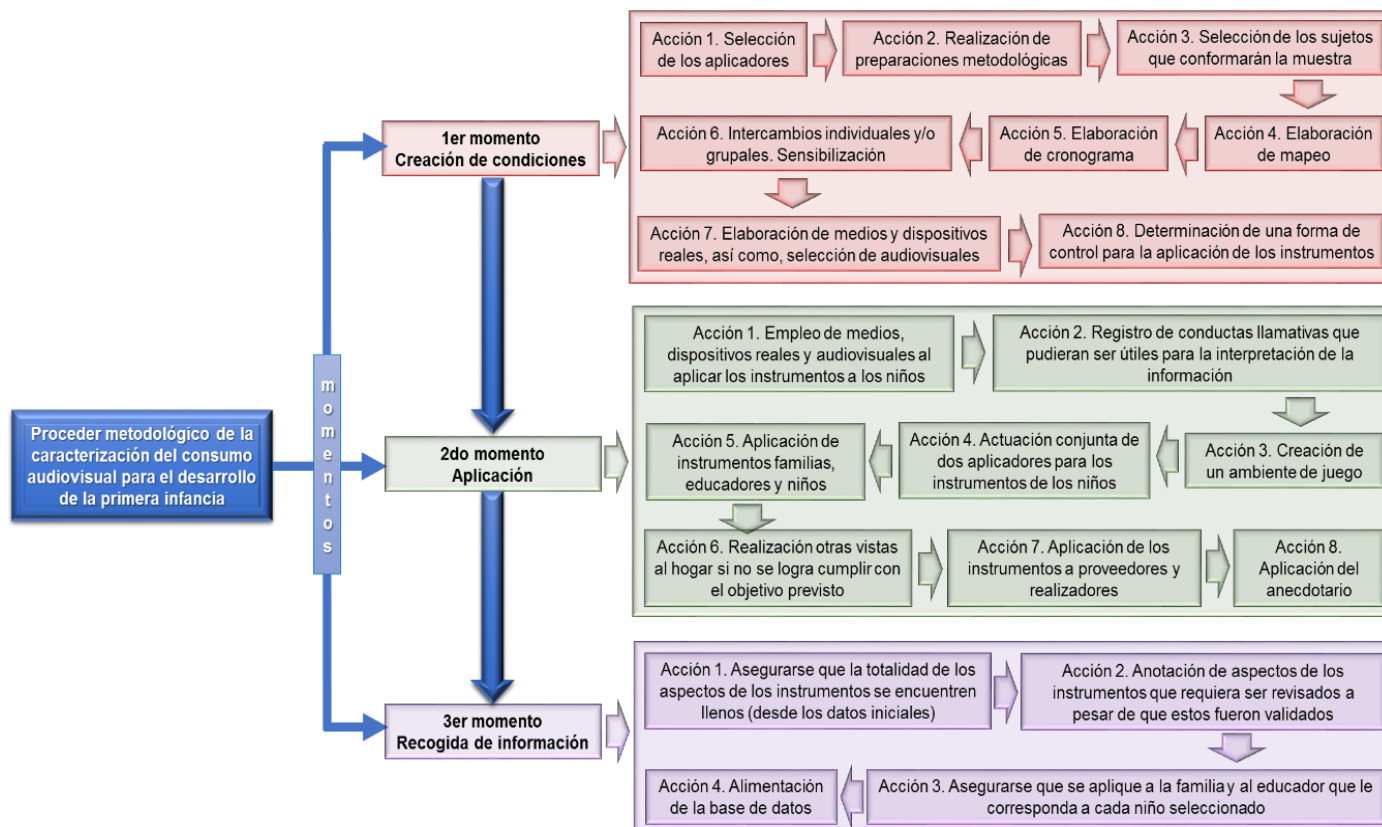 Proceder metodológico de la
caracterización del consumo
audiovisual para el desarrollo
de la primera infancia
momentos
1er momento
Creación de condiciones
Acción 1. Selección
de los aplicadores
Acción 2. Realización de
preparaciones metodológicas
Acción 3. Selección de los sujetos
que conformarán la muestra
Acción 4. Elaboración
de mapeo
Acción 5. Elaboración
de cronograma
Acción 6. Intercambios individuales y/o
grupales. Sensibilización
Acción 7. Elaboración de medios y dispositivos
reales, así como, selección de audiovisuales
Acción 8. Determinación de una forma de
control para la aplicación de los instrumentos
2do momento
Aplicación
Acción 1. Empleo de medios,
dispositivos reales y audiovisuales al
aplicar los instrumentos a los niños
Acción 2. Registro de conductas llamativas que
pudieran ser útiles para la interpretación de la
información
Acción 3. Creación de
un ambiente de juego
Acción 4. Actuación conjunta de
dos aplicadores para los
instrumentos de los niños
Acción 5. Aplicación de
instrumentos familias,
educadores y niños
Acción 6. Realización otras vistas
al hogar si no se logra cumplir con
el objetivo previsto
Acción 7. Aplicación de los
instrumentos a proveedores y
realizadores
Acción 8.
Aplicación del
anecdotario
3er momento
Recogida de información
Acción 1. Asegurarse que la totalidad de los
aspectos de los instrumentos se encuentren
llenos (desde los datos iniciales)
Acción 2. Anotación de aspectos de los
instrumentos que requiera ser revisados a
pesar de que estos fueron validados
Acción 3. Asegurarse que se aplique a la familia y al educador que le
corresponda a cada niño seleccionado
Acción 4. Alimentación
de la base de datos